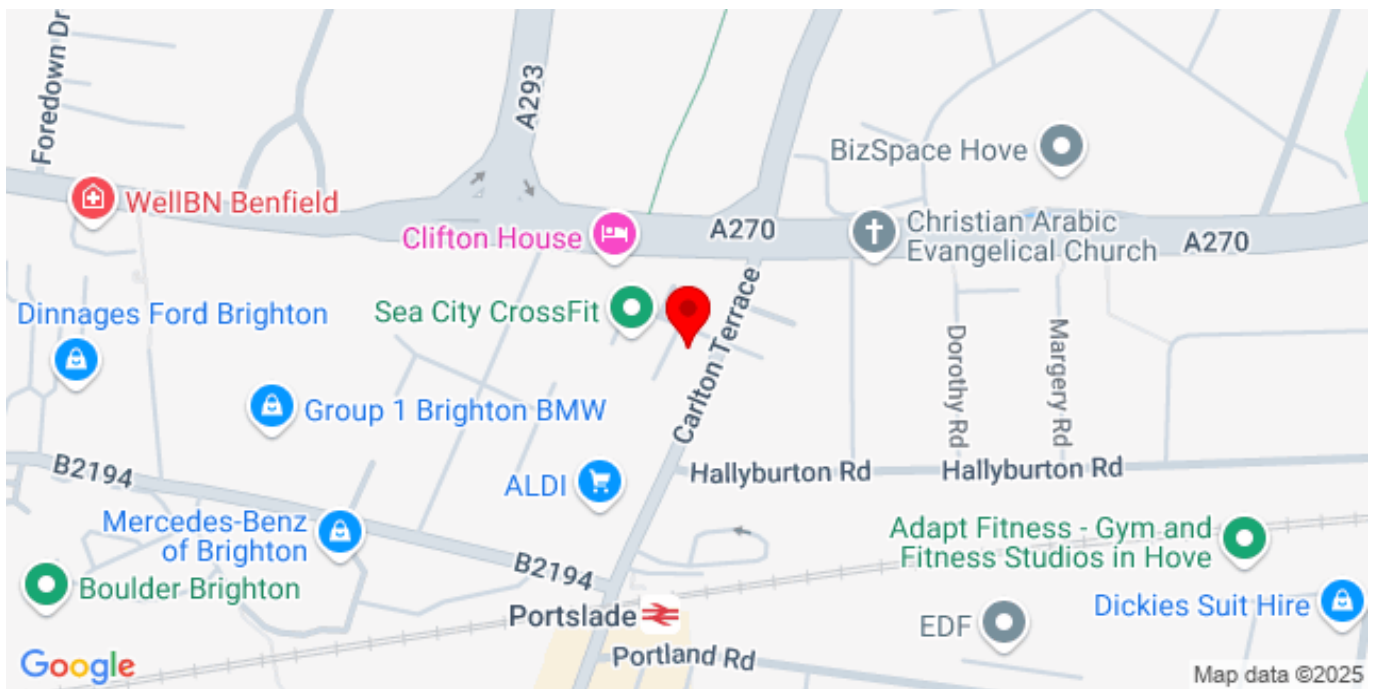 Foredown Dr
A293
BizSpace Hove
WellBN Benfield
Clifton House
A270
Christian Arabic
Evangelical Church
A270
Dinnages Ford Brighton
Sea City CrossFit
Carlton Terrace
Dorothy Rd
Margery Rd
Group 1 Brighton BMW
B2194
ALDI
Hallyburton Rd
Hallyburton Rd
Mercedes-Benz
of Brighton
Adapt Fitness - Gym and
Fitness Studios in Hove
B2194
Boulder Brighton
Portslade
EDF
Dickies Suit Hire
Portland Rd
Google
Map data ©2025